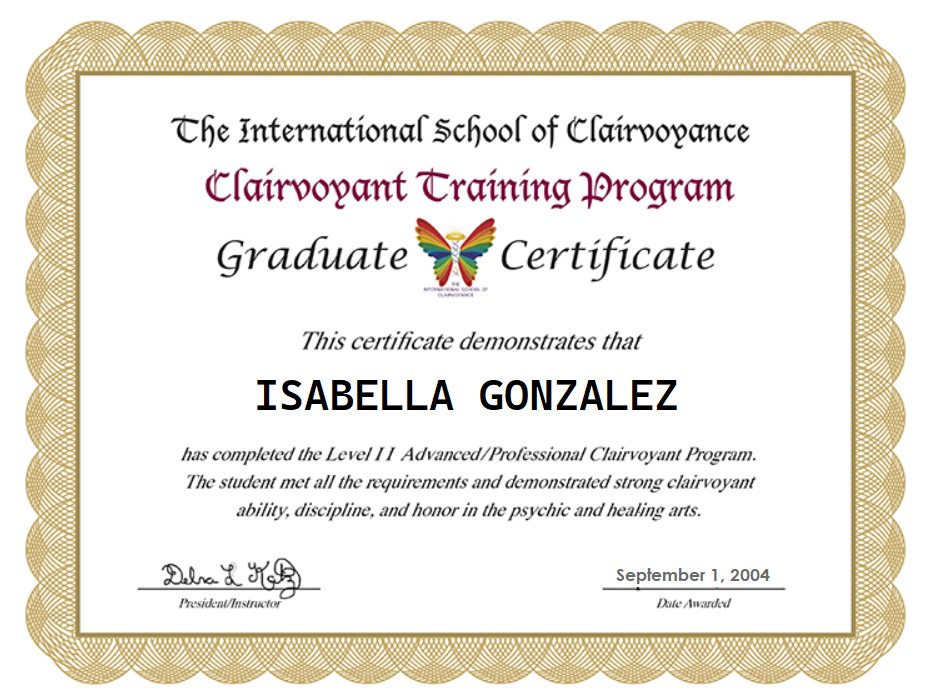 The International School of Clairvoyance
Clairvoyant Training Program
Graduate Certificate
THE
INTERNATIONAL SCHOOL OF
CLAIRVOYANCE
This certificate demonstrates that
ISABELLA GONZALEZ
has completed the Level II Advanced/Professional Clairvoyant Program.
The student met all the requirements and demonstrated strong clairvoyant
ability, discipline, and honor in the psychic and healing arts.
Debra L Katz
September 1, 2004
President/Instructor
Date Awarded